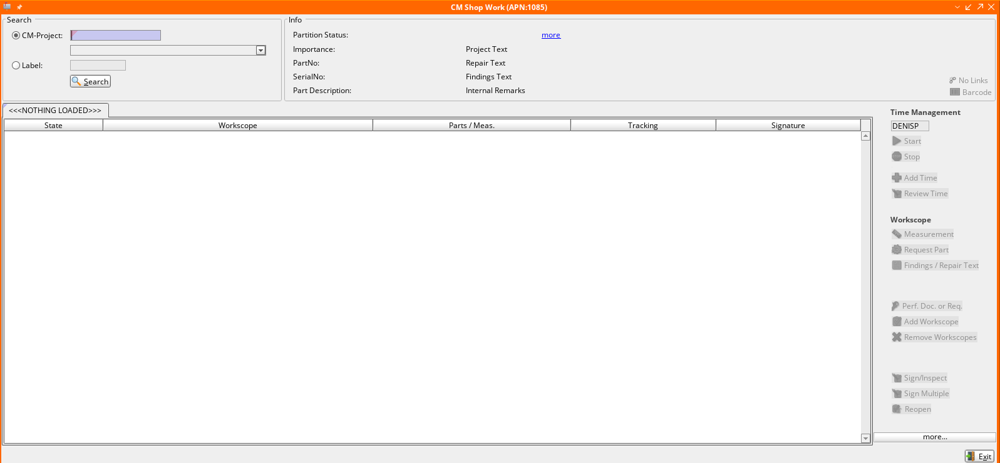 CM Shop Work (APN:1085)
Search
CM-Project:
Label:
Search
Info
Partition Status:
more
Importance:
Project Text
PartNo:
Repair Text
SerialNo:
Findings Text
Part Description:
Internal Remarks
No Links
Barcode
<<<NOTHING LOADED>>>
State
Workscope
Parts / Meas.
Tracking
Signature
Time Management
DENISP
Start
Stop
Add Time
Review Time
Workscope
Measurement
Request Part
Findings / Repair Text
Perf. Doc. or Req.
Add Workscope
Remove Workscopes
Sign/Inspect
Sign Multiple
Reopen
more...
Exit